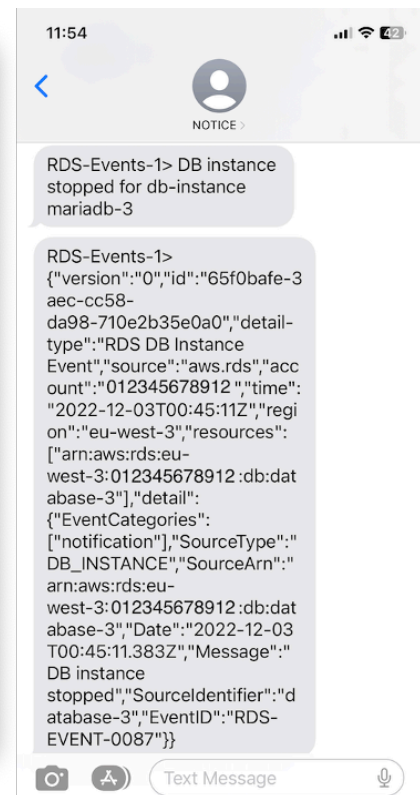 11:54
42
NOTICE >
RDS-Events-1> DB instance
stopped for db-instance
mariadb-3
RDS-Events-1>
{"version":"0","id":"65f0bafe-3
aec-cc58-
da98-710e2b35e0a0","detail-
type":"RDS DB Instance
Event","source":"aws.rds","acc
ount":"012345678912 ","time":
"2022-12-03T00:45:11Z","regi
on":"eu-west-3","resources":
["arn:aws:rds:eu-
west-3:012345678912 :db:dat
abase-3"],"detail":
{"EventCategories":
["notification"],"SourceType":"
DB_INSTANCE","SourceArn":"
arn:aws:rds:eu-
west-3:012345678912 :db:dat
abase-3","Date":"2022-12-03
T00:45:11.383Z","Message":"
DB instance
stopped","SourceIdentifier":"d
atabase-3","EventID":"RDS-
EVENT-0087"}}
Text Message